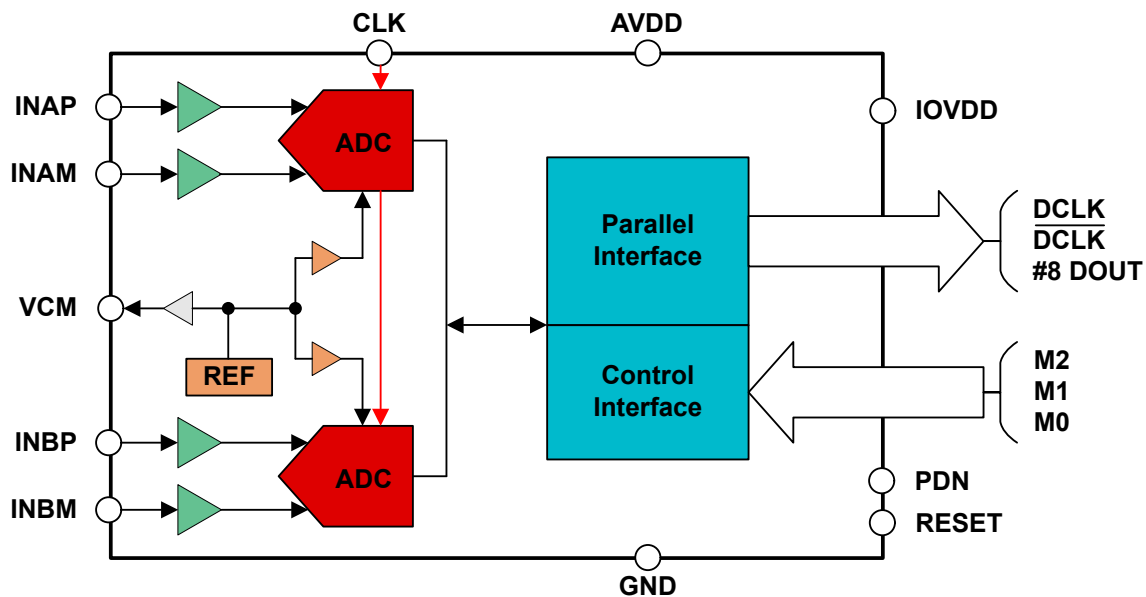 CLK
AVDD
INAP
INAM
ADC
IOVDD
Parallel
Interface
DCLK
DCLK
#8 DOUT
VCM
REF
Control
Interface
M2
M1
M0
INBP
INBM
ADC
PDN
RESET
GND